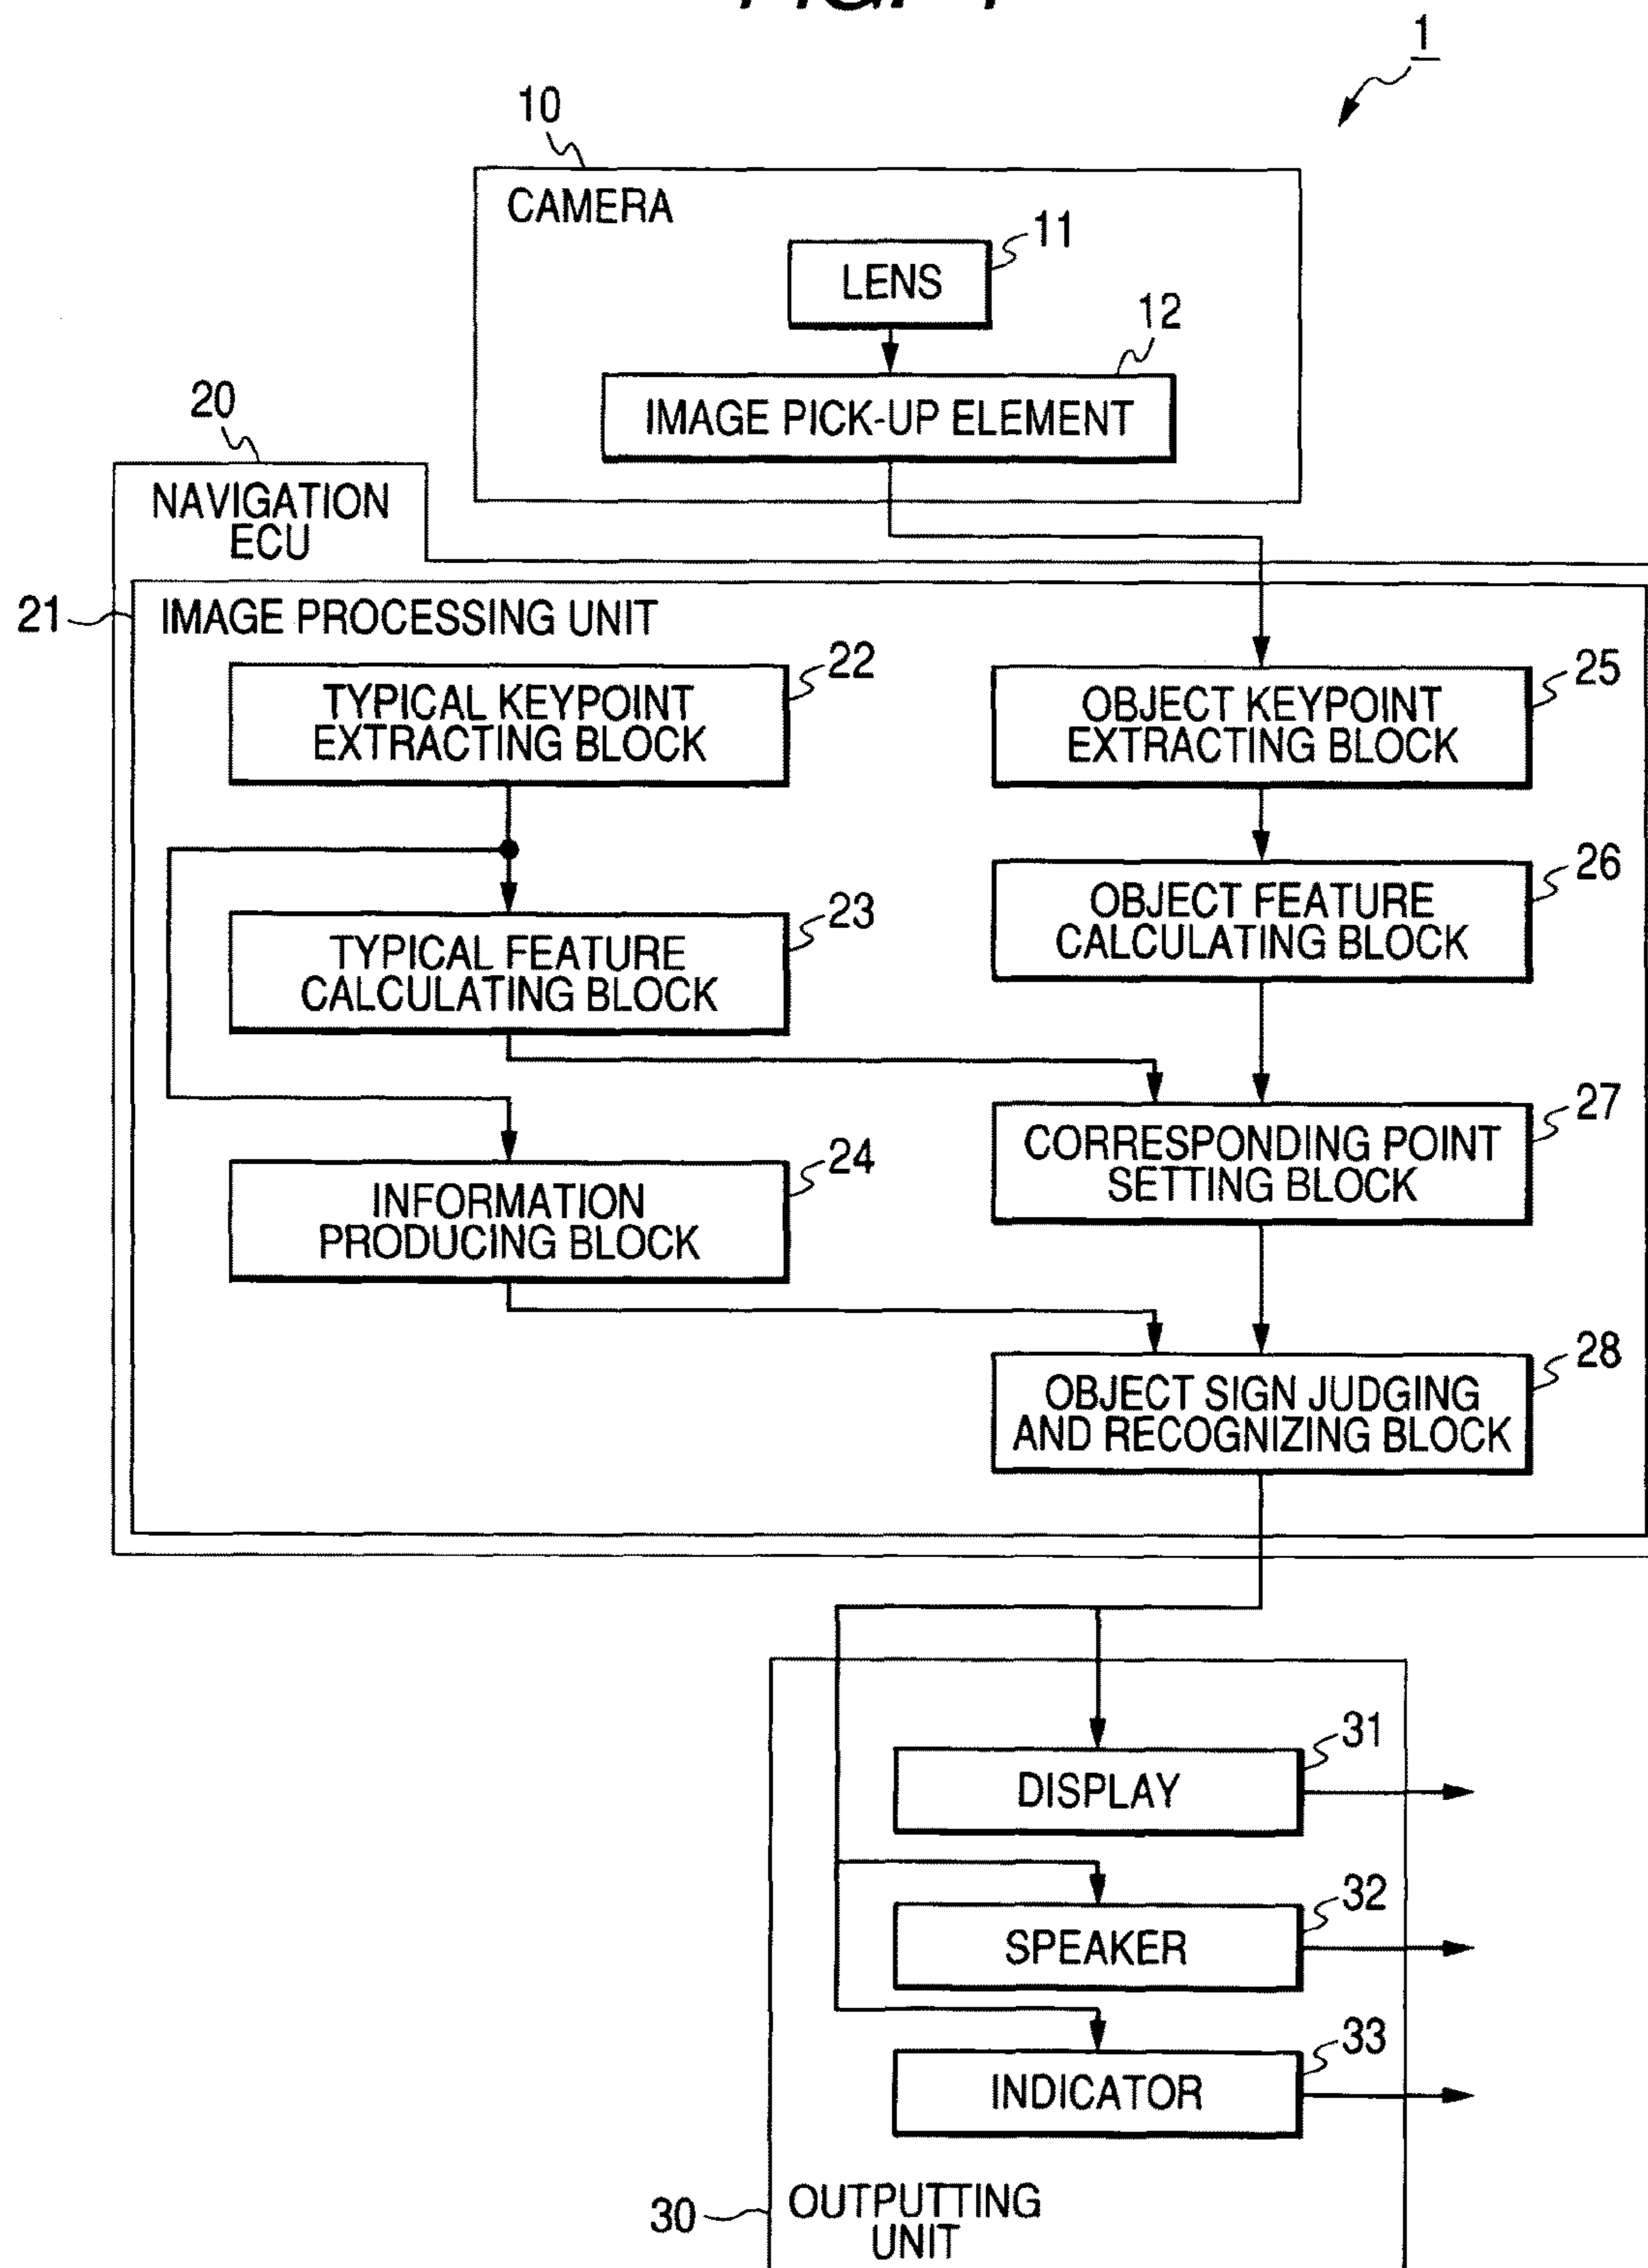 1
10
CAMERA
11
LENS
12
IMAGE PICK-UP ELEMENT
20
NAVIGATION
ECU
21
IMAGE PROCESSING UNIT
22
TYPICAL KEYPOINT
EXTRACTING BLOCK
25
OBJECT KEYPOINT
EXTRACTING BLOCK
23
TYPICAL FEATURE
CALCULATING BLOCK
26
OBJECT FEATURE
CALCULATING BLOCK
24
INFORMATION
PRODUCING BLOCK
27
CORRESPONDING POINT
SETTING BLOCK
28
OBJECT SIGN JUDGING
AND RECOGNIZING BLOCK
31
DISPLAY
32
SPEAKER
33
INDICATOR
30
OUTPUTTING
UNIT